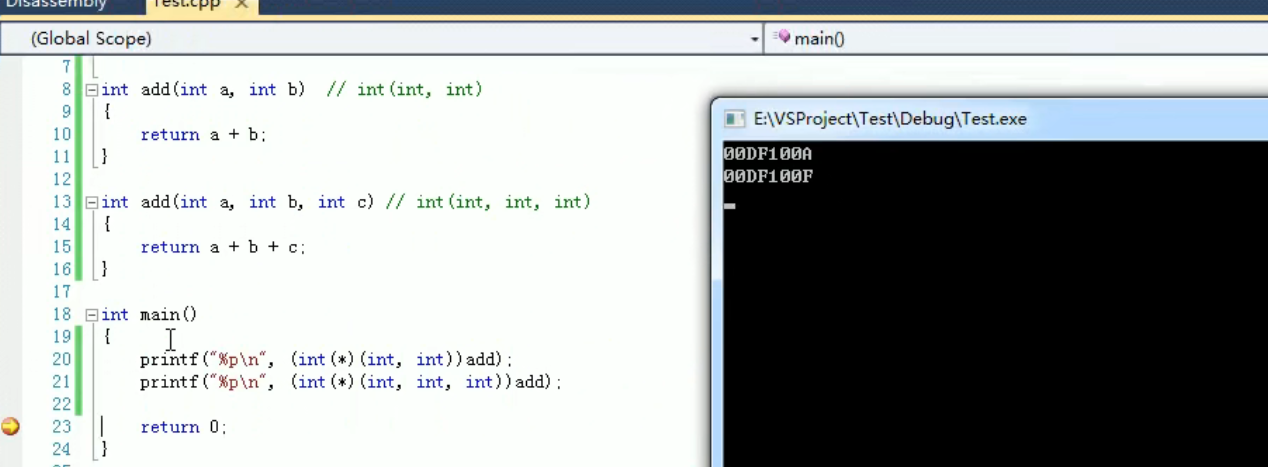 Disassembly Test.cpp ×
(Global Scope) main()
7
8 int add(int a, int b)  // int(int, int)
9 {
10     return a + b;
11 }
12
13 int add(int a, int b, int c) // int(int, int, int)
14 {
15     return a + b + c;
16 }
17
18 int main()
19 {
20     printf("%p\n", (int(*)(int, int))add);
21     printf("%p\n", (int(*)(int, int, int))add);
22
23     return 0;
24 }
E:\VSProject\Test\Debug\Test.exe
00DF100A
00DF100F